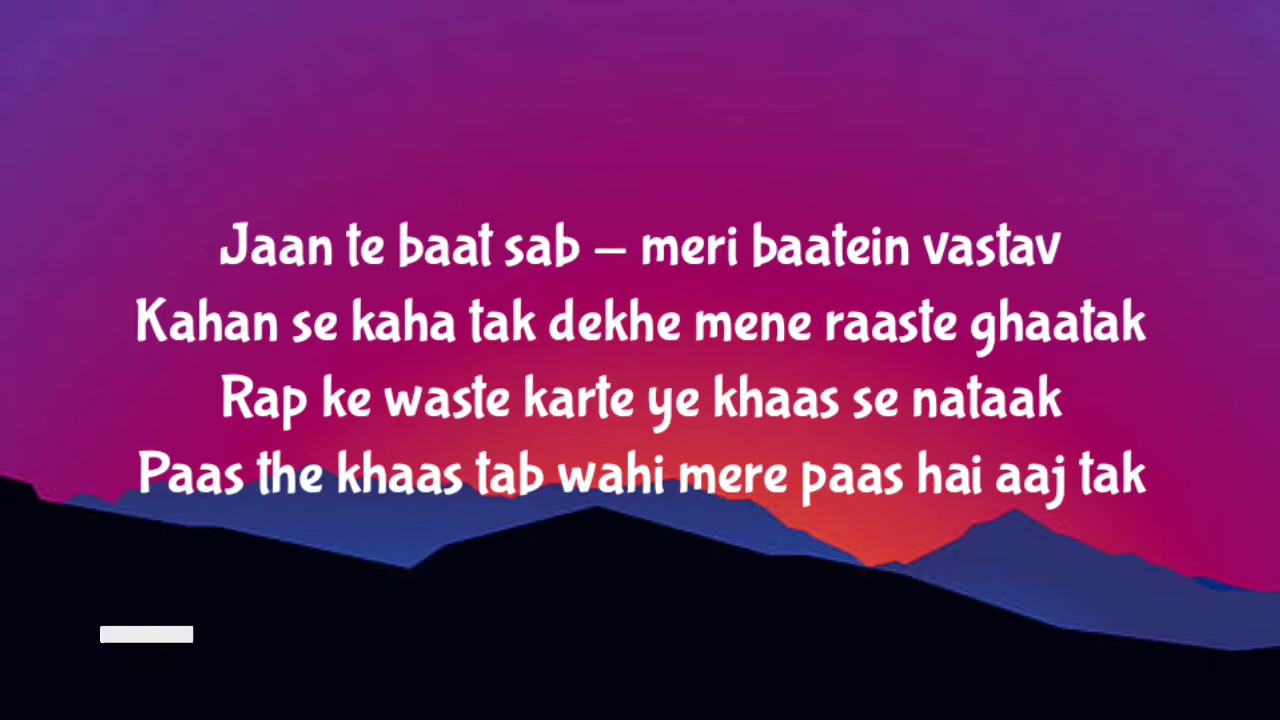 Jaan te baat sab – meri baatein vastav
Kahan se kaha tak dekhe mene raaste ghaatak
Rap ke waste karte ye khaas se nataak
Paas the khaas tab wahi mere paas hai aaj tak